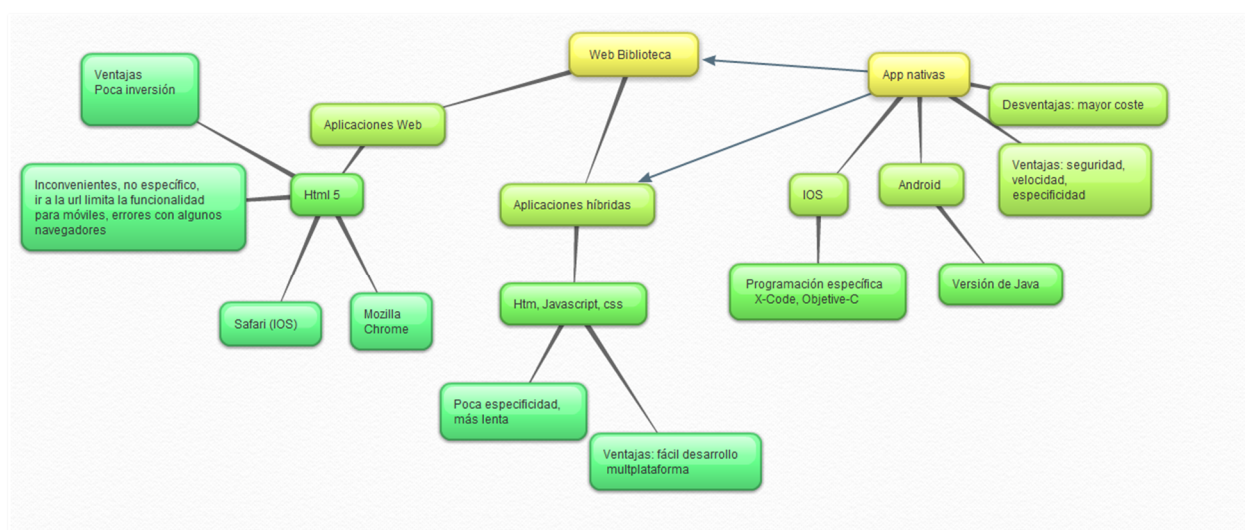 Web Biblioteca
App nativas
Ventajas
Poca inversión
Desventajas: mayor coste
Aplicaciones Web
Ventajas: seguridad,
velocidad,
especificidad
Inconvenientes, no específico,
ir a la url limita la funcionalidad
para móviles, errores con algunos
navegadores
Html 5
Aplicaciones híbridas
IOS
Android
Programación específica
X-Code, Objetive-C
Versión de Java
Htm, Javascript, css
Safari (IOS)
Mozilla
Chrome
Poca especificidad,
más lenta
Ventajas: fácil desarrollo
multplataforma